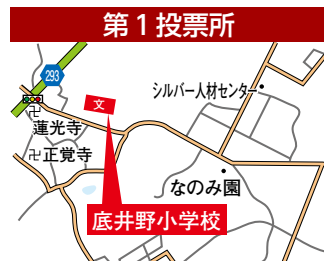 第1投票所
293
文
シルバー人材センター
卍
蓮光寺
卍正覚寺
なのみ園
底井野小学校